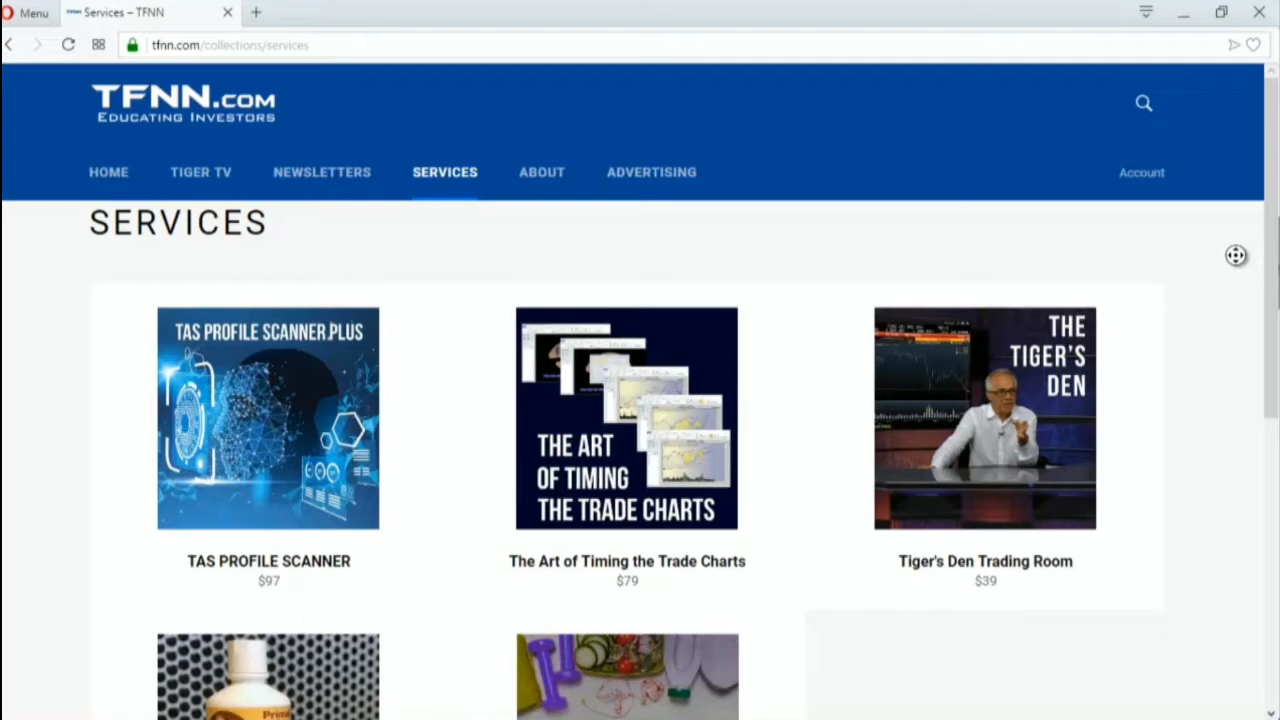 Menu
Services – TFNN
tfnn.com/collections/services
TFNN.COM
EDUCATING INVESTORS
HOME
TIGER TV
NEWSLETTERS
SERVICES
ABOUT
ADVERTISING
Account
SERVICES
TAS PROFILE SCANNER PLUS
THE ART
OF TIMING
THE TRADE CHARTS
THE
TIGER'S
DEN
TAS PROFILE SCANNER
$97
The Art of Timing the Trade Charts
$79
Tiger's Den Trading Room
$39